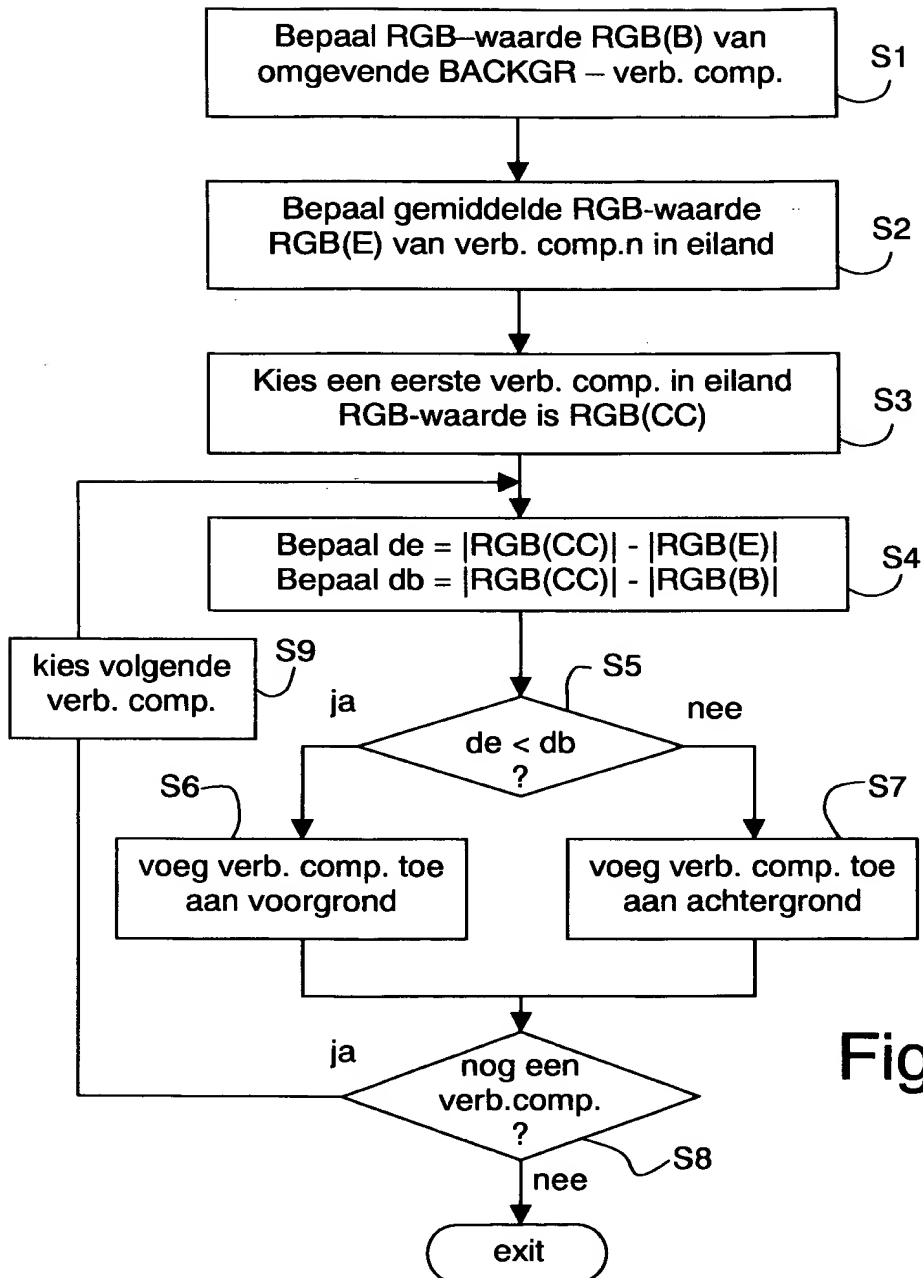 Bepaal RGB–waarde RGB(B) van
omgevende BACKGR – verb. comp.
S1
Bepaal gemiddelde RGB-waarde
RGB(E) van verb. comp.n in eiland
S2
Kies een eerste verb. comp. in eiland
RGB-waarde is RGB(CC)
S3
Bepaal de = |RGB(CC)| - |RGB(E)|
Bepaal db = |RGB(CC)| - |RGB(B)|
S4
kies volgende
verb. comp.
S9
S5
ja
nee
de < db
?
S6
S7
voeg verb. comp. toe
aan voorgrond
voeg verb. comp. toe
aan achtergrond
ja
nog een
verb.comp.
?
Fig
S8
nee
exit